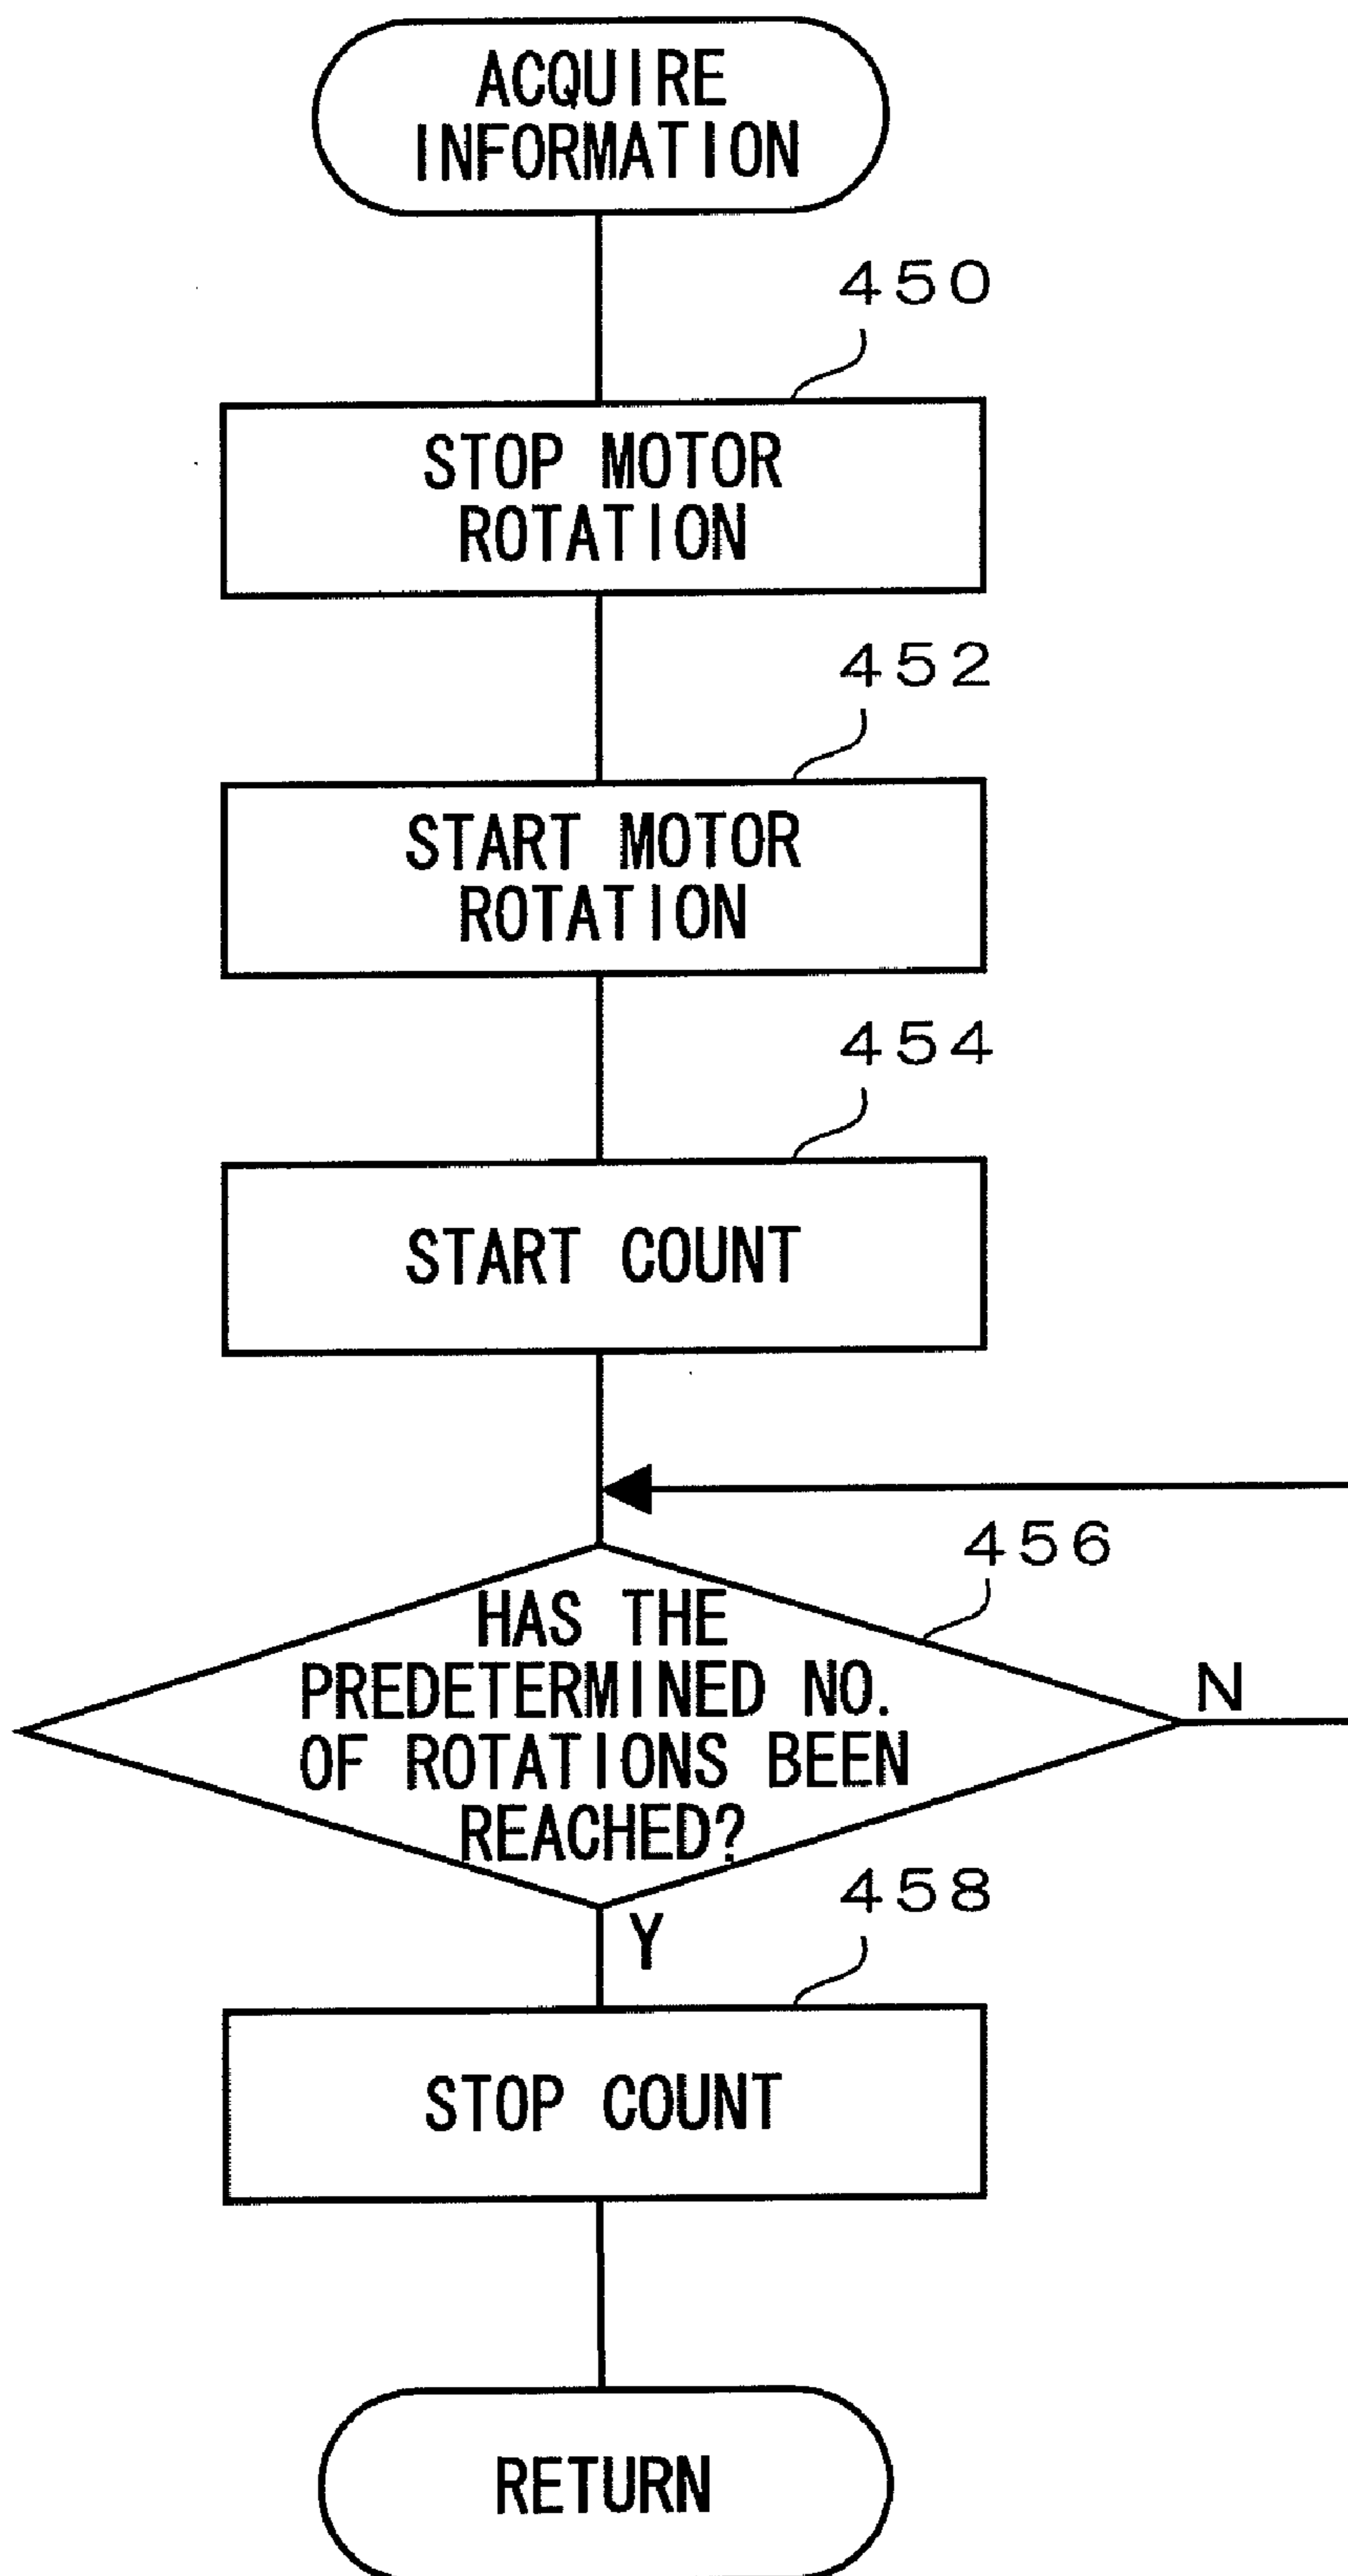 ACQUIRE
INFORMATION
450
STOP MOTOR
ROTATION
452
START MOTOR
ROTATION
454
START COUNT
456
HAS THE
PREDETERMINED NO.
OF ROTATIONS BEEN
REACHED?
N
458
Y
STOP COUNT
RETURN